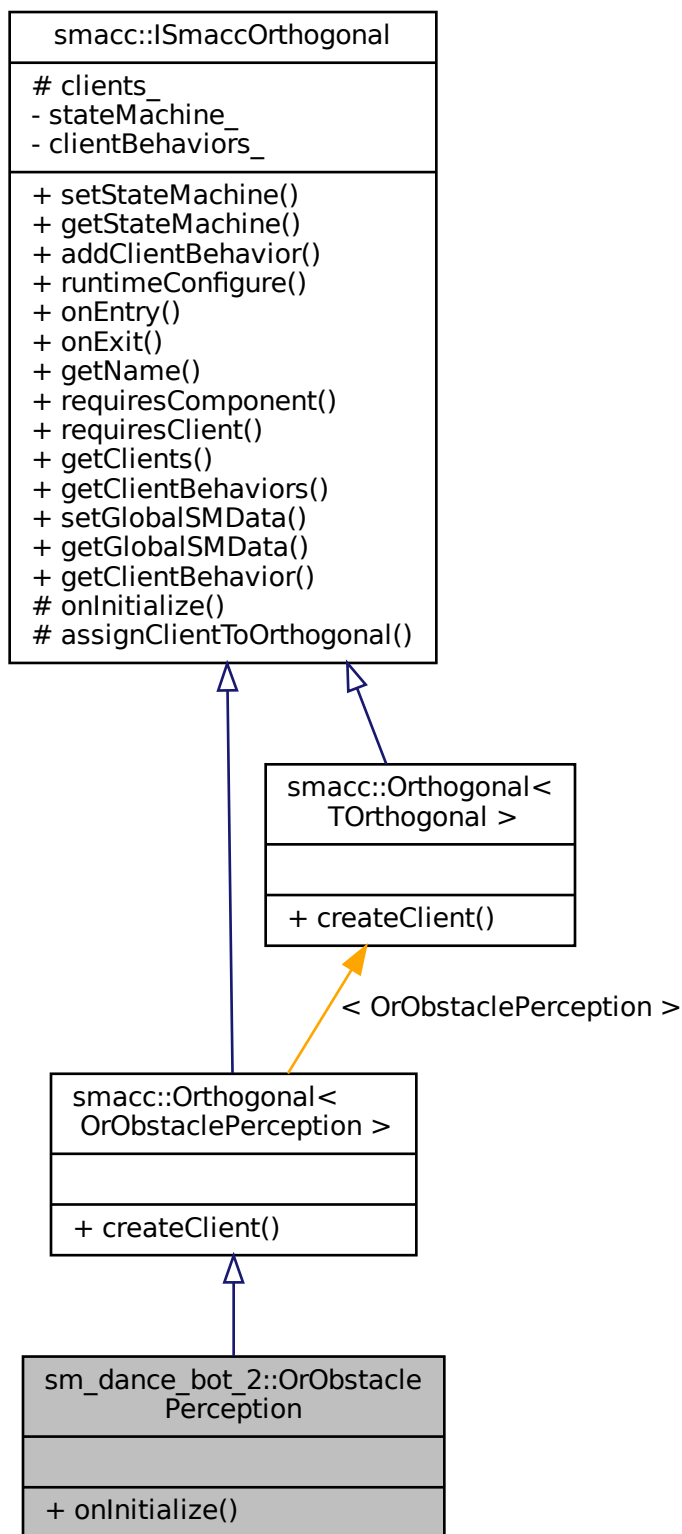 smacc::ISmaccOrthogonal
# clients_
- stateMachine_
- clientBehaviors_
+ setStateMachine()
+ getStateMachine()
+ addClientBehavior()
+ runtimeConfigure()
+ onEntry()
+ onExit()
+ getName()
+ requiresComponent()
+ requiresClient()
+ getClients()
+ getClientBehaviors()
+ setGlobalSMData()
+ getGlobalSMData()
+ getClientBehavior()
# onInitialize()
# assignClientToOrthogonal()
smacc::Orthogonal<
TOrthogonal >
+ createClient()
< OrObstaclePerception >
smacc::Orthogonal<
OrObstaclePerception >
+ createClient()
sm_dance_bot_2::OrObstacle
Perception
+ onInitialize()